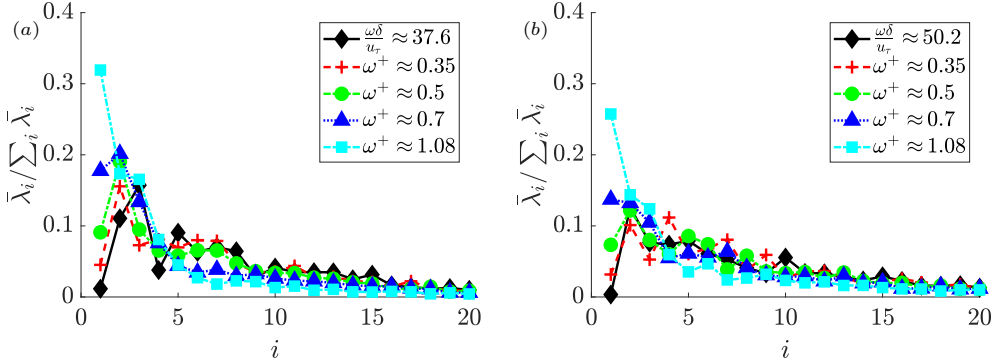 (a)
0.4
0.3
0.2
0.1
0
0 5 10 15 20
i
λ̄ᵢ/∑ᵢ λ̄ᵢ
ωδ/u_τ ≈ 37.6
ω⁺ ≈ 0.35
ω⁺ ≈ 0.5
ω⁺ ≈ 0.7
ω⁺ ≈ 1.08
(b)
0.4
0.3
0.2
0.1
0
0 5 10 15 20
i
λ̄ᵢ/∑ᵢ λ̄ᵢ
ωδ/u_τ ≈ 50.2
ω⁺ ≈ 0.35
ω⁺ ≈ 0.5
ω⁺ ≈ 0.7
ω⁺ ≈ 1.08